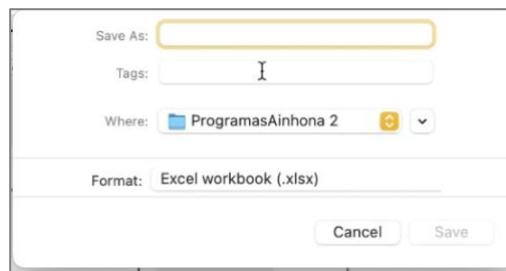 Save As:
Tags:
Where: ProgramasAinhona 2
Format: Excel workbook (.xlsx)
Cancel Save